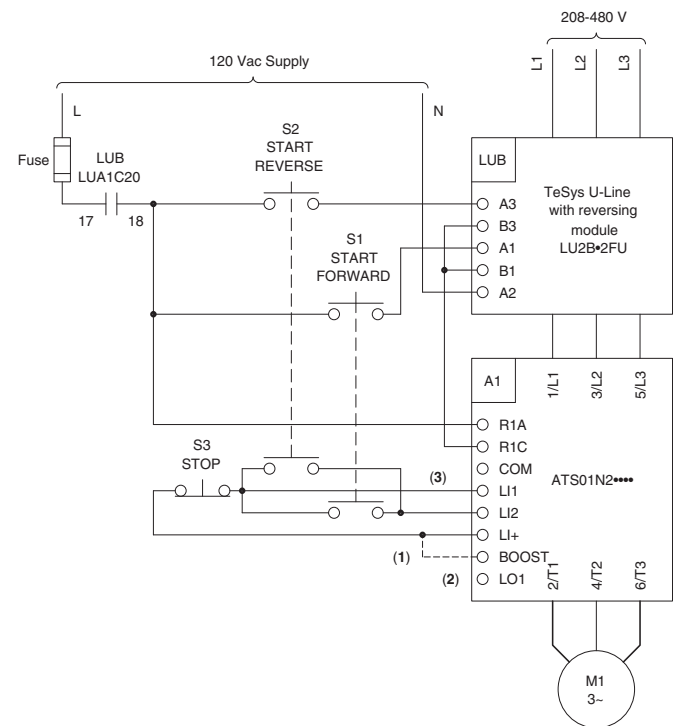 208-480 V
L1
L2
L3
120 Vac Supply
L
N
Fuse
LUB
LUA1C20
17
18
S2
START
REVERSE
S1
START
FORWARD
LUB
TeSys U-Line
with reversing
module
LU2B•2FU
A3
B3
A1
B1
A2
A1
1/L1
3/L2
5/L3
R1A
R1C
COM
LI1
LI2
LI+
BOOST
LO1
ATS01N2••••
S3
STOP
(3)
(1)
(2)
2/T1
4/T2
6/T3
M1
3~